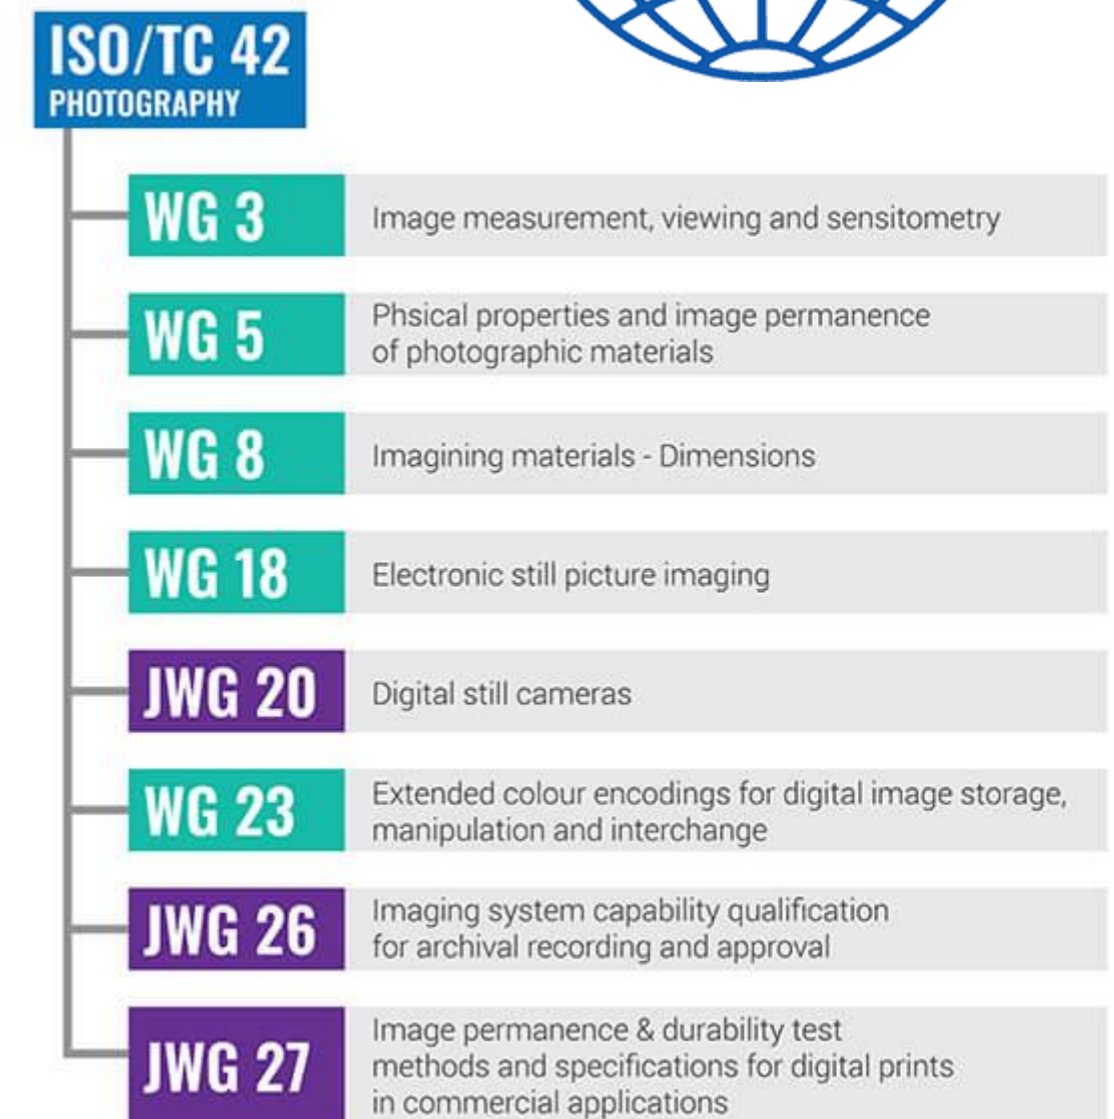 ISO/TC 42
PHOTOGRAPHY
WG 3
Image measurement, viewing and sensitometry
WG 5
Phsical properties and image permanence
of photographic materials
WG 8
Imagining materials - Dimensions
WG 18
Electronic still picture imaging
JWG 20
Digital still cameras
WG 23
Extended colour encodings for digital image storage,
manipulation and interchange
JWG 26
Imaging system capability qualification
for archival recording and approval
JWG 27
Image permanence & durability test
methods and specifications for digital prints
in commercial applications